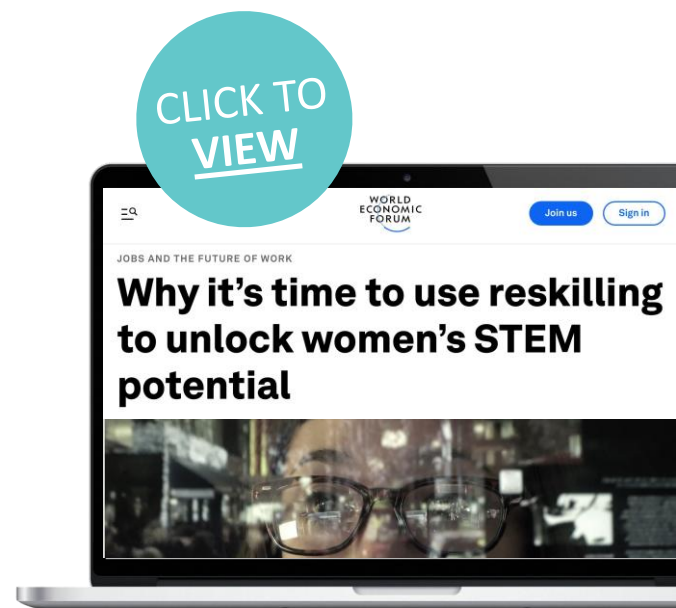 CLICK TO
VIEW
WORLD
ECONOMIC
FORUM
Join us
Sign in
JOBS AND THE FUTURE OF WORK
Why it's time to use reskilling
to unlock women's STEM
potential